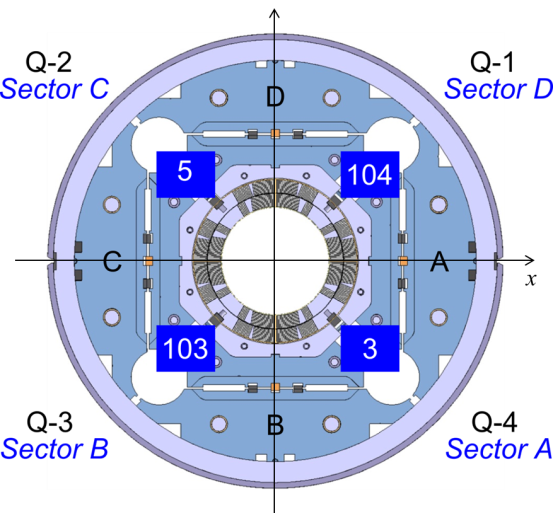 Q-2
Sector C
Q-1
Sector D
D
5
104
C
A
x
103
3
B
Q-3
Sector B
Q-4
Sector A